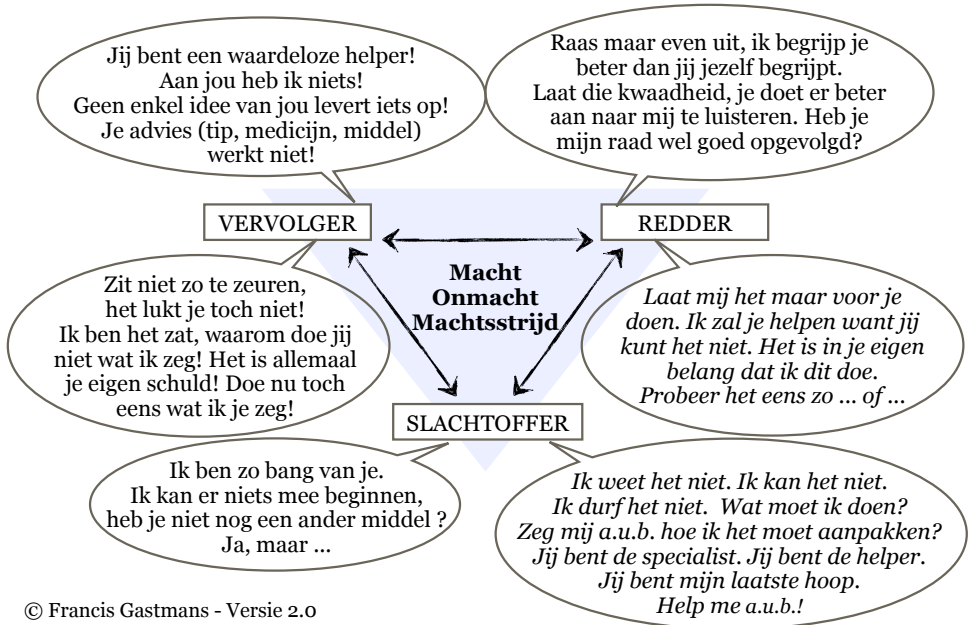 Jij bent een waardeloze helper!
Aan jou heb ik niets!
Geen enkel idee van jou levert iets op!
Je advies (tip, medicijn, middel)
werkt niet!
Raas maar even uit, ik begrijp je
beter dan jij jezelf begrijpt.
Laat die kwaadheid, je doet er beter
aan naar mij te luisteren. Heb je
mijn raad wel goed opgevolgd?
VERVOLGER
REDDER
Macht
Onmacht
Machtsstrijd
Zit niet zo te zeuren,
het lukt je toch niet!
Ik ben het zat, waarom doe jij
niet wat ik zeg! Het is allemaal
je eigen schuld! Doe nu toch
eens wat ik je zeg!
Laat mij het maar voor je
doen. Ik zal je helpen want jij
kunt het niet. Het is in je eigen
belang dat ik dit doe.
Probeer het eens zo ... of ...
SLACHTOFFER
Ik ben zo bang van je.
Ik kan er niets mee beginnen,
heb je niet nog een ander middel ?
Ja, maar ...
Ik weet het niet. Ik kan het niet.
Ik durf het niet.  Wat moet ik doen?
Zeg mij a.u.b. hoe ik het moet aanpakken?
Jij bent de specialist. Jij bent de helper.
Jij bent mijn laatste hoop.
Help me a.u.b.!
© Francis Gastmans - Versie 2.0